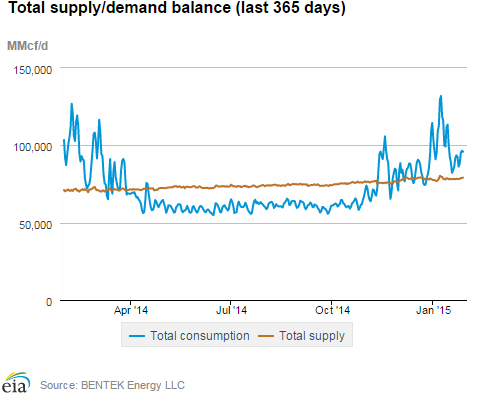 Total supply/demand balance (last 365 days)
MMcf/d
150,000
100,000
50,000
0
Apr '14 Jul '14 Oct '14 Jan '15
Total consumption Total supply
eia Source: BENTEK Energy LLC